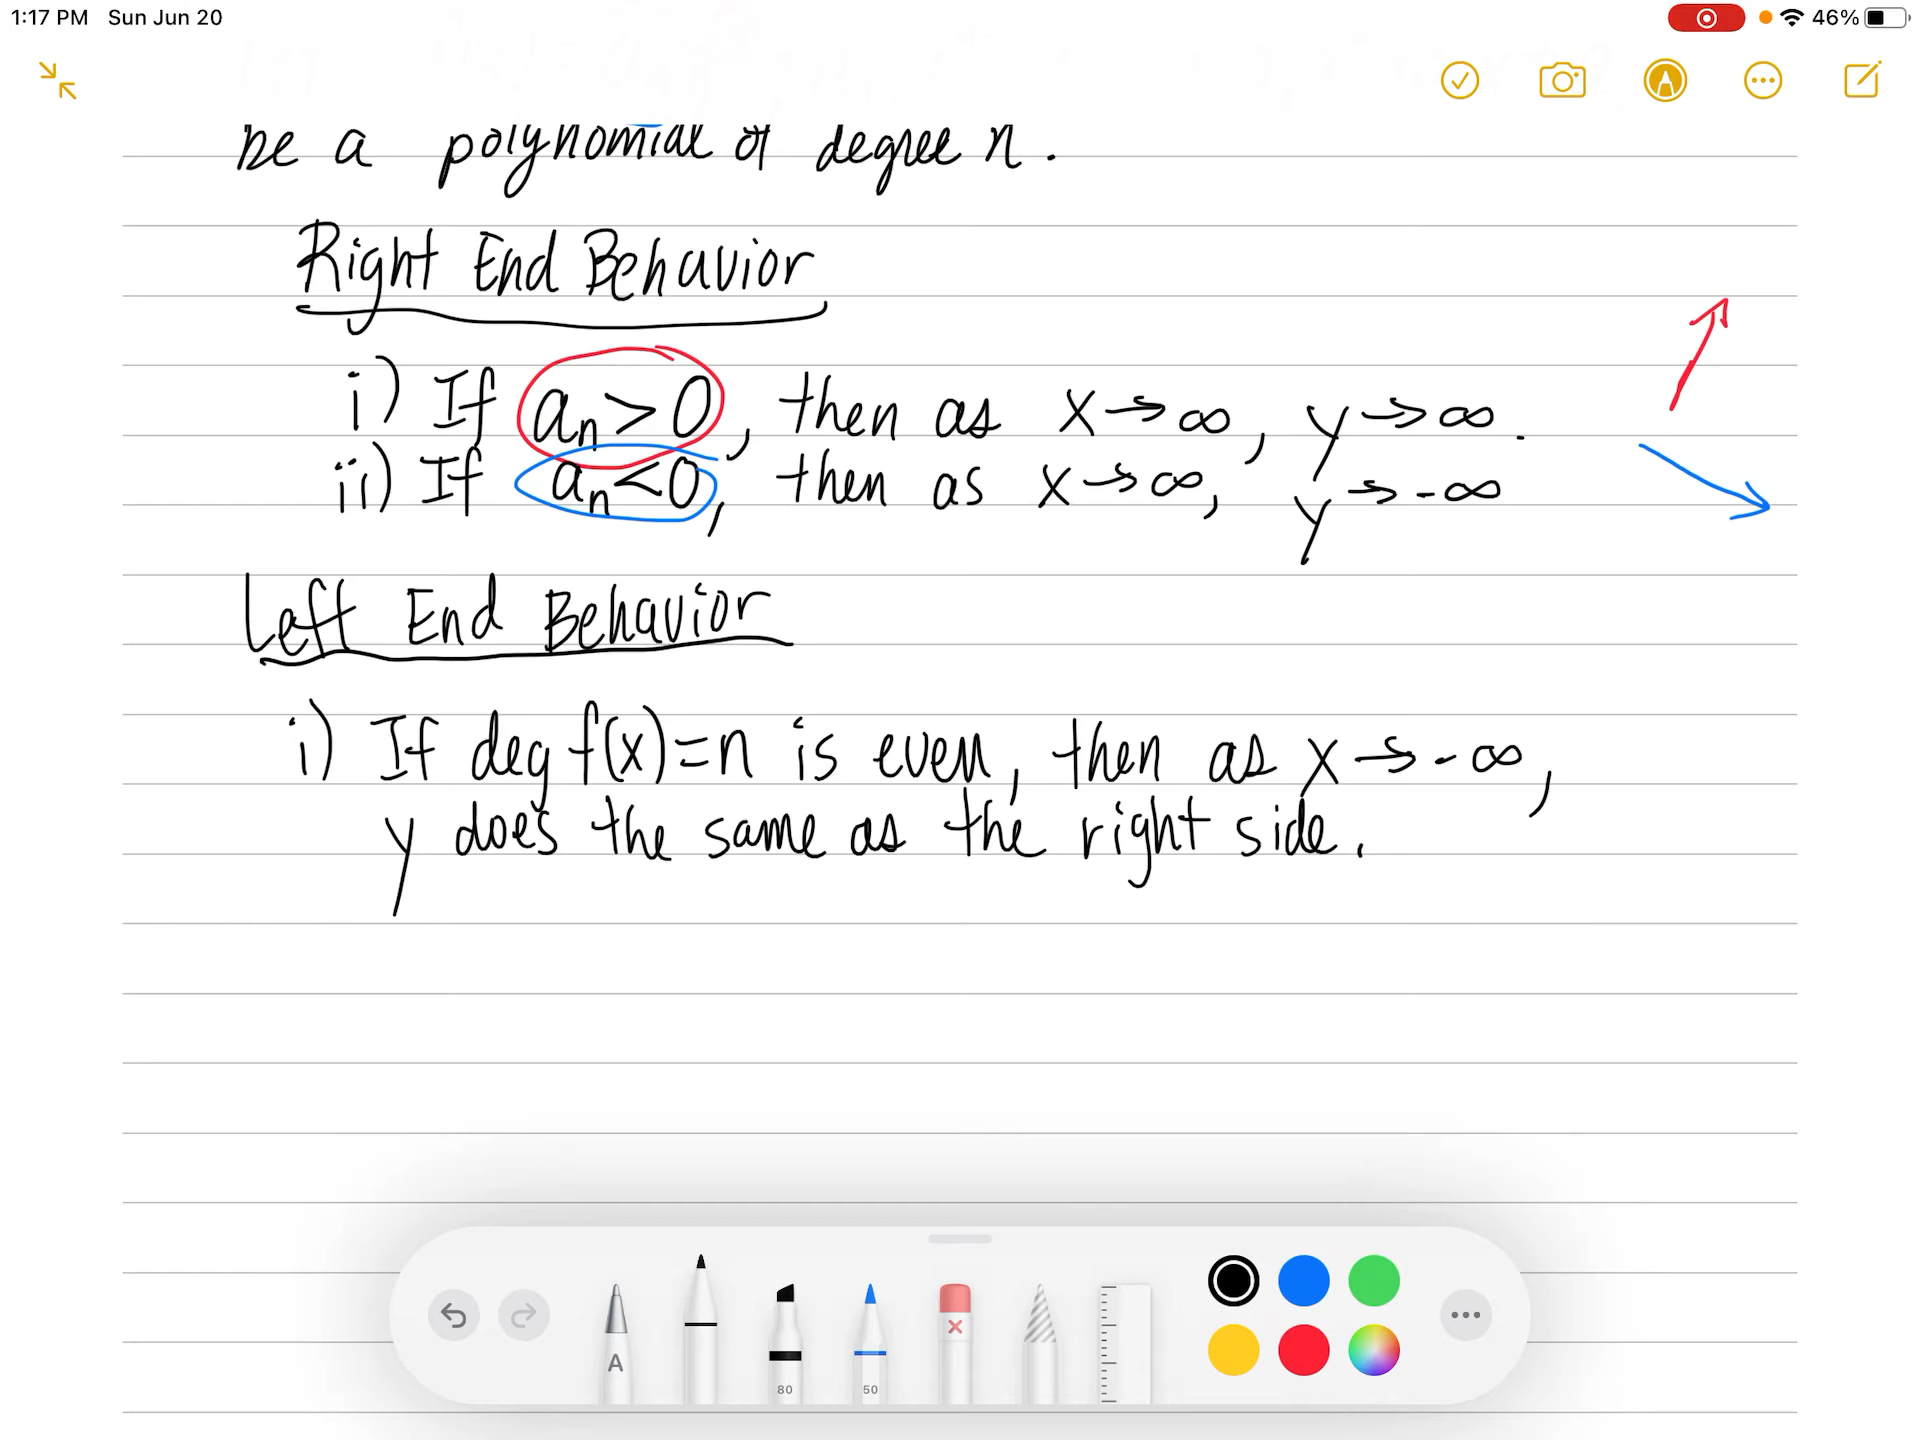 1:17 PM Sun Jun 20
46%
be a polynomial of degree n.
Right End Behavior
i) If aₙ>0, then as x→∞, y→∞.
ii) If aₙ<0, then as x→∞, y→-∞
Left End Behavior
i) If deg f(x)=n is even, then as x→-∞,
y does the same as the right side.
A
80
50